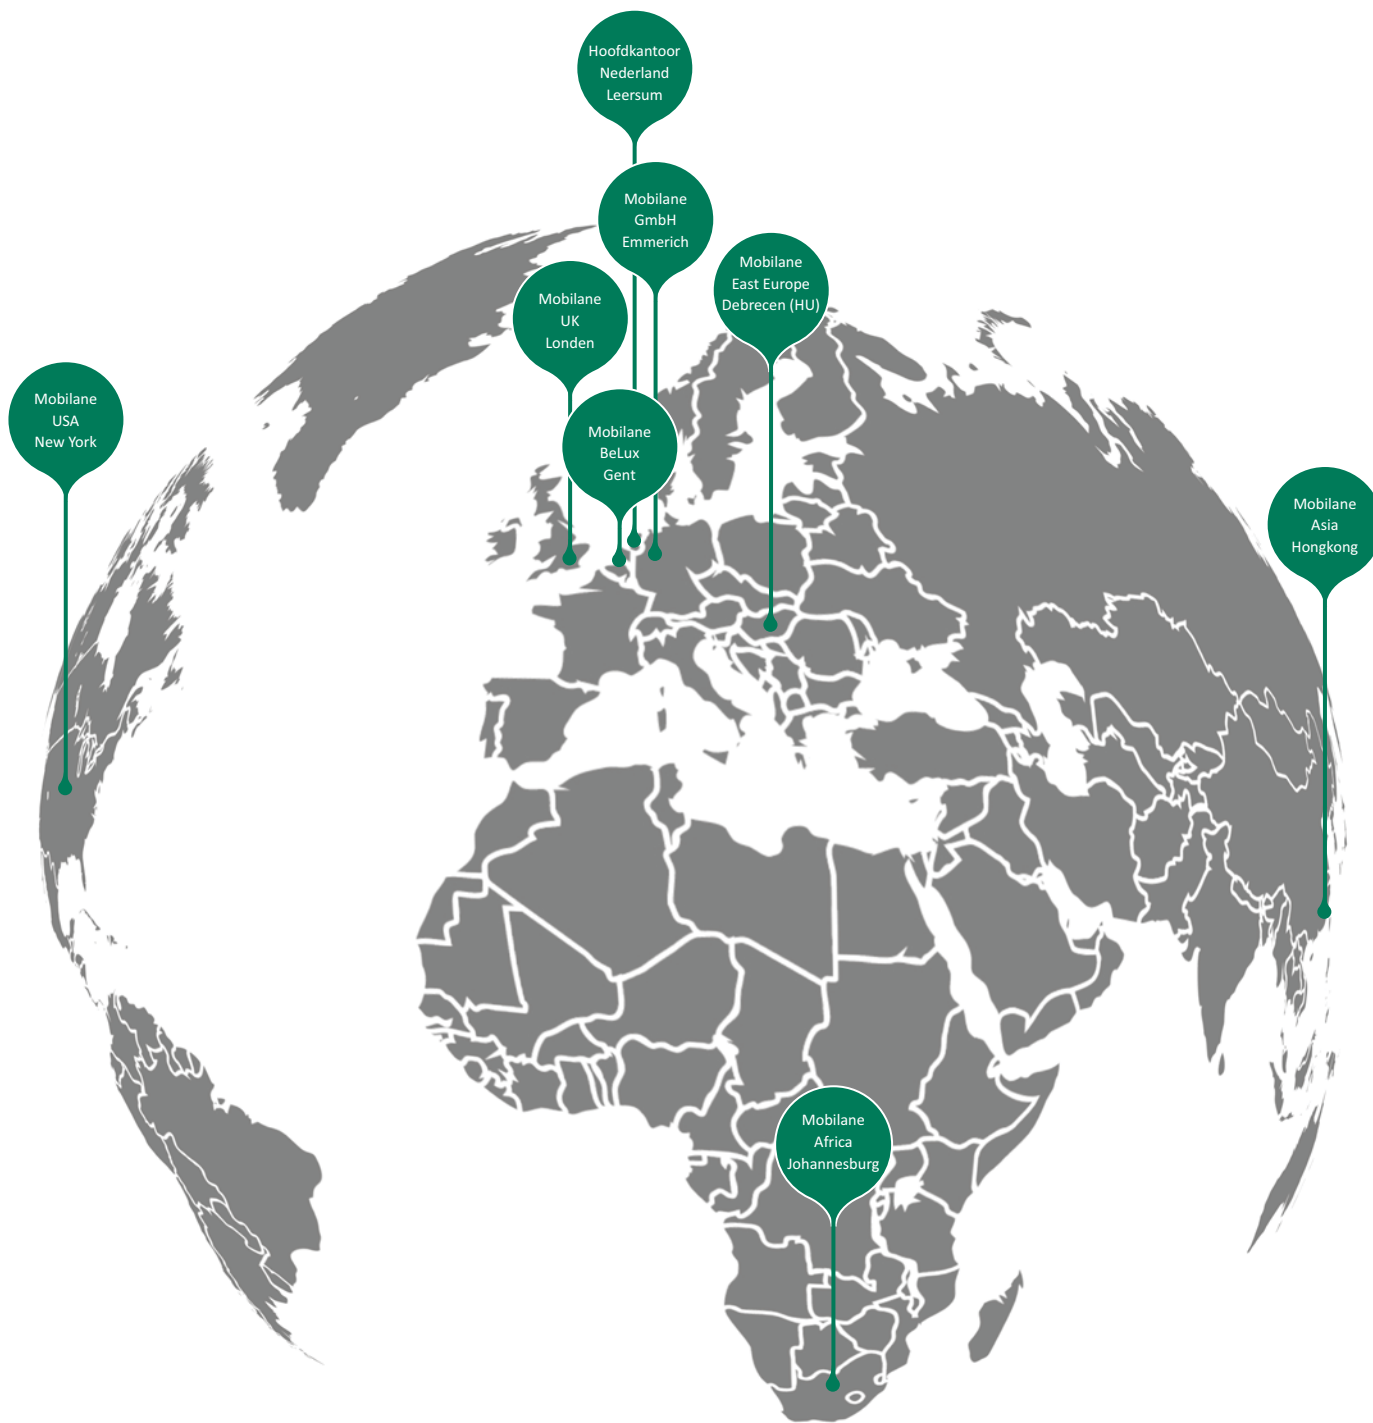 Hoofdkantoor
Nederland
Leersum
Mobilane
GmbH
Emmerich
Mobilane
East Europe
Debrecen (HU)
Mobilane
UK
Londen
Mobilane
USA
New York
Mobilane
BeLux
Gent
Mobilane
Asia
Hongkong
Mobilane
Africa
Johannesburg